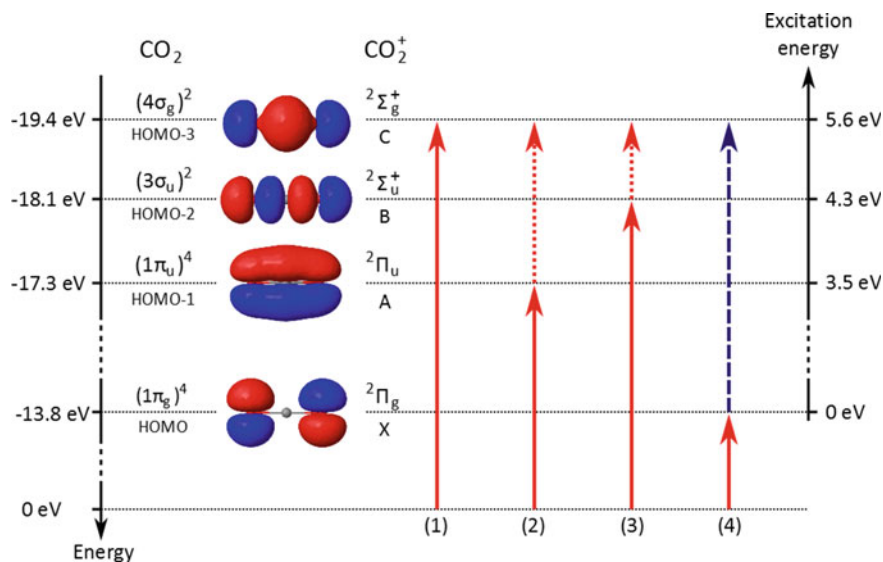 CO₂ CO₂⁺ Excitation energy
-19.4 eV (4σg)² HOMO-3 ²Σg⁺ C 5.6 eV
-18.1 eV (3σu)² HOMO-2 ²Σu⁺ B 4.3 eV
-17.3 eV (1πu)⁴ HOMO-1 ²Πu A 3.5 eV
-13.8 eV (1πg)⁴ HOMO ²Πg X 0 eV
0 eV (1) (2) (3) (4)
Energy